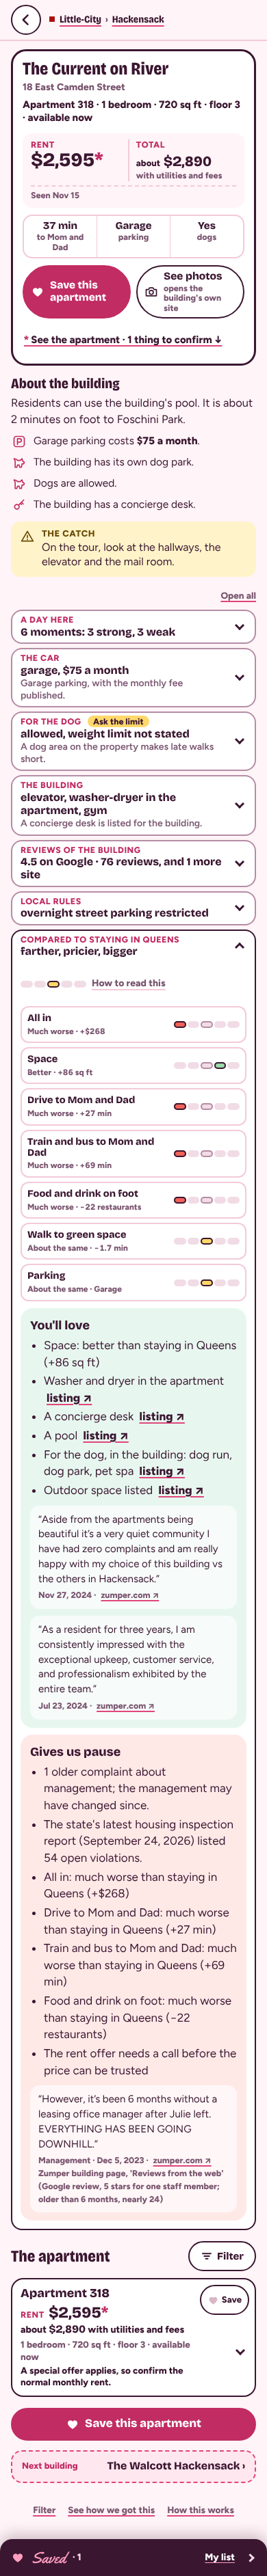 Little-City › Hackensack
The Current on River
18 East Camden Street
Apartment 318 · 1 bedroom · 720 sq ft · floor 3
· available now
RENT
$2,595*
TOTAL
about $2,890
with utilities and fees
Seen Nov 15
37 min
to Mom and
Dad
Garage
parking
Yes
dogs
Save this
apartment
See photos
opens the
building's own
site
* See the apartment · 1 thing to confirm ↓
About the building
Residents can use the building's pool. It is about
2 minutes on foot to Foschini Park.
Garage parking costs $75 a month.
The building has its own dog park.
Dogs are allowed.
The building has a concierge desk.
THE CATCH
On the tour, look at the hallways, the
elevator and the mail room.
Open all
A DAY HERE
6 moments: 3 strong, 3 weak
THE CAR
garage, $75 a month
Garage parking, with the monthly fee
published.
FOR THE DOG Ask the limit
allowed, weight limit not stated
A dog area on the property makes late walks
short.
THE BUILDING
elevator, washer-dryer in the
apartment, gym
A concierge desk is listed for the building.
REVIEWS OF THE BUILDING
4.5 on Google · 76 reviews, and 1 more
site
LOCAL RULES
overnight street parking restricted
COMPARED TO STAYING IN QUEENS
farther, pricier, bigger
How to read this
All in
Much worse · +$268
Space
Better · +86 sq ft
Drive to Mom and Dad
Much worse · +27 min
Train and bus to Mom and
Dad
Much worse · +69 min
Food and drink on foot
Much worse · −22 restaurants
Walk to green space
About the same · −1.7 min
Parking
About the same · Garage
You'll love
• Space: better than staying in Queens
(+86 sq ft)
• Washer and dryer in the apartment
listing ↗
• A concierge desk listing ↗
• A pool listing ↗
• For the dog, in the building: dog run,
dog park, pet spa listing ↗
• Outdoor space listed listing ↗
“Aside from the apartments being
beautiful it’s a very quiet community I
have had zero complaints and am really
happy with my choice of this building vs
the others in Hackensack.”
Nov 27, 2024 · zumper.com ↗
“As a resident for three years, I am
consistently impressed with the
exceptional upkeep, customer service,
and professionalism exhibited by the
entire team.”
Jul 23, 2024 · zumper.com ↗
Gives us pause
• 1 older complaint about
management; the management may
have changed since.
• The state's latest housing inspection
report (September 24, 2026) listed
54 open violations.
• All in: much worse than staying in
Queens (+$268)
• Drive to Mom and Dad: much worse
than staying in Queens (+27 min)
• Train and bus to Mom and Dad: much
worse than staying in Queens (+69
min)
• Food and drink on foot: much worse
than staying in Queens (−22
restaurants)
• The rent offer needs a call before the
price can be trusted
“However, it’s been 6 months without a
leasing office manager after Julie left.
EVERYTHING HAS BEEN GOING
DOWNHILL.”
Management · Dec 5, 2023 · zumper.com ↗
Zumper building page, 'Reviews from the web'
(Google review, 5 stars for one staff member;
older than 6 months, nearly 24)
The apartment
Filter
Apartment 318
Save
RENT $2,595*
about $2,890 with utilities and fees
1 bedroom · 720 sq ft · floor 3 · available
now
A special offer applies, so confirm the
normal monthly rent.
Save this apartment
Next building The Walcott Hackensack ›
Filter See how we got this How this works
Saved · 1 My list